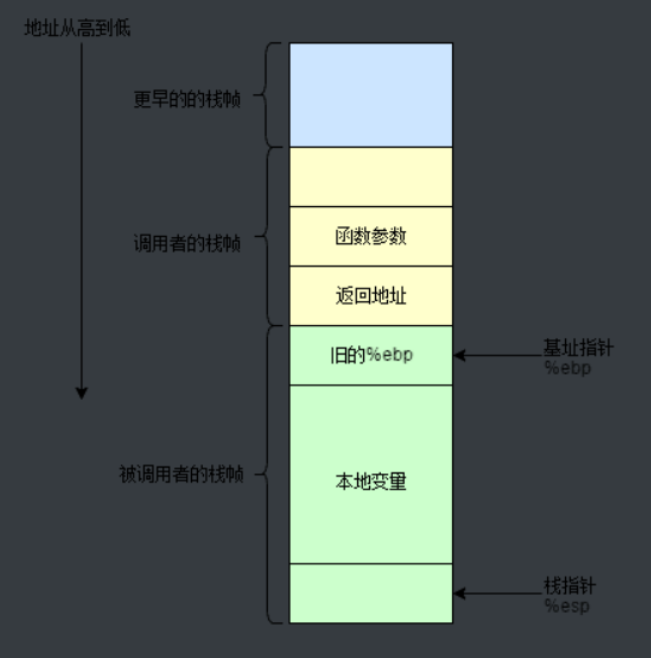 地址从高到低
更早的的栈帧
调用者的栈帧
函数参数
返回地址
旧的%ebp
基址指针
%ebp
被调用者的栈帧
本地变量
栈指针
%esp